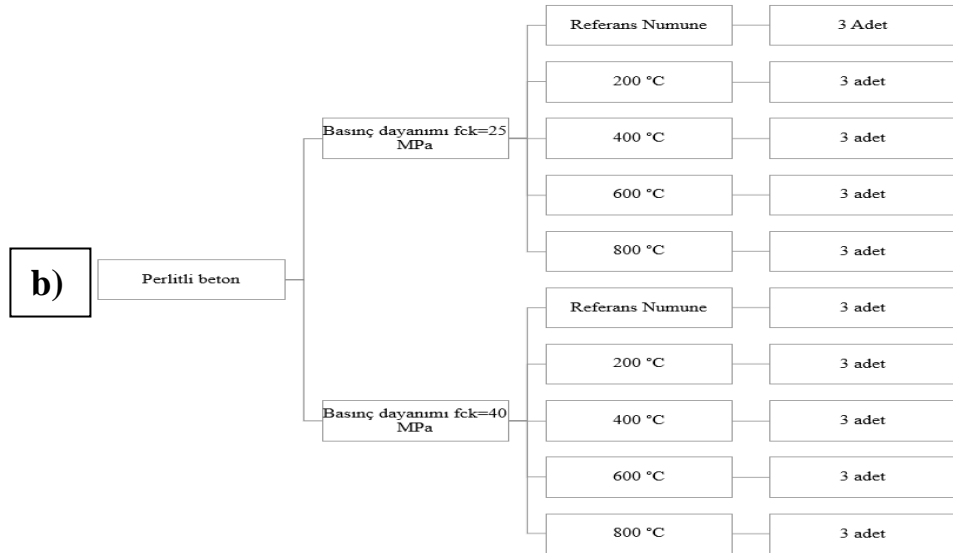 b)
Perlitli beton
Basınç dayanımı fck=25
MPa
Referans Numune
3 Adet
200 °C
3 adet
400 °C
3 adet
600 °C
3 adet
800 °C
3 adet
Basınç dayanımı fck=40
MPa
Referans Numune
3 adet
200 °C
3 adet
400 °C
3 adet
600 °C
3 adet
800 °C
3 adet